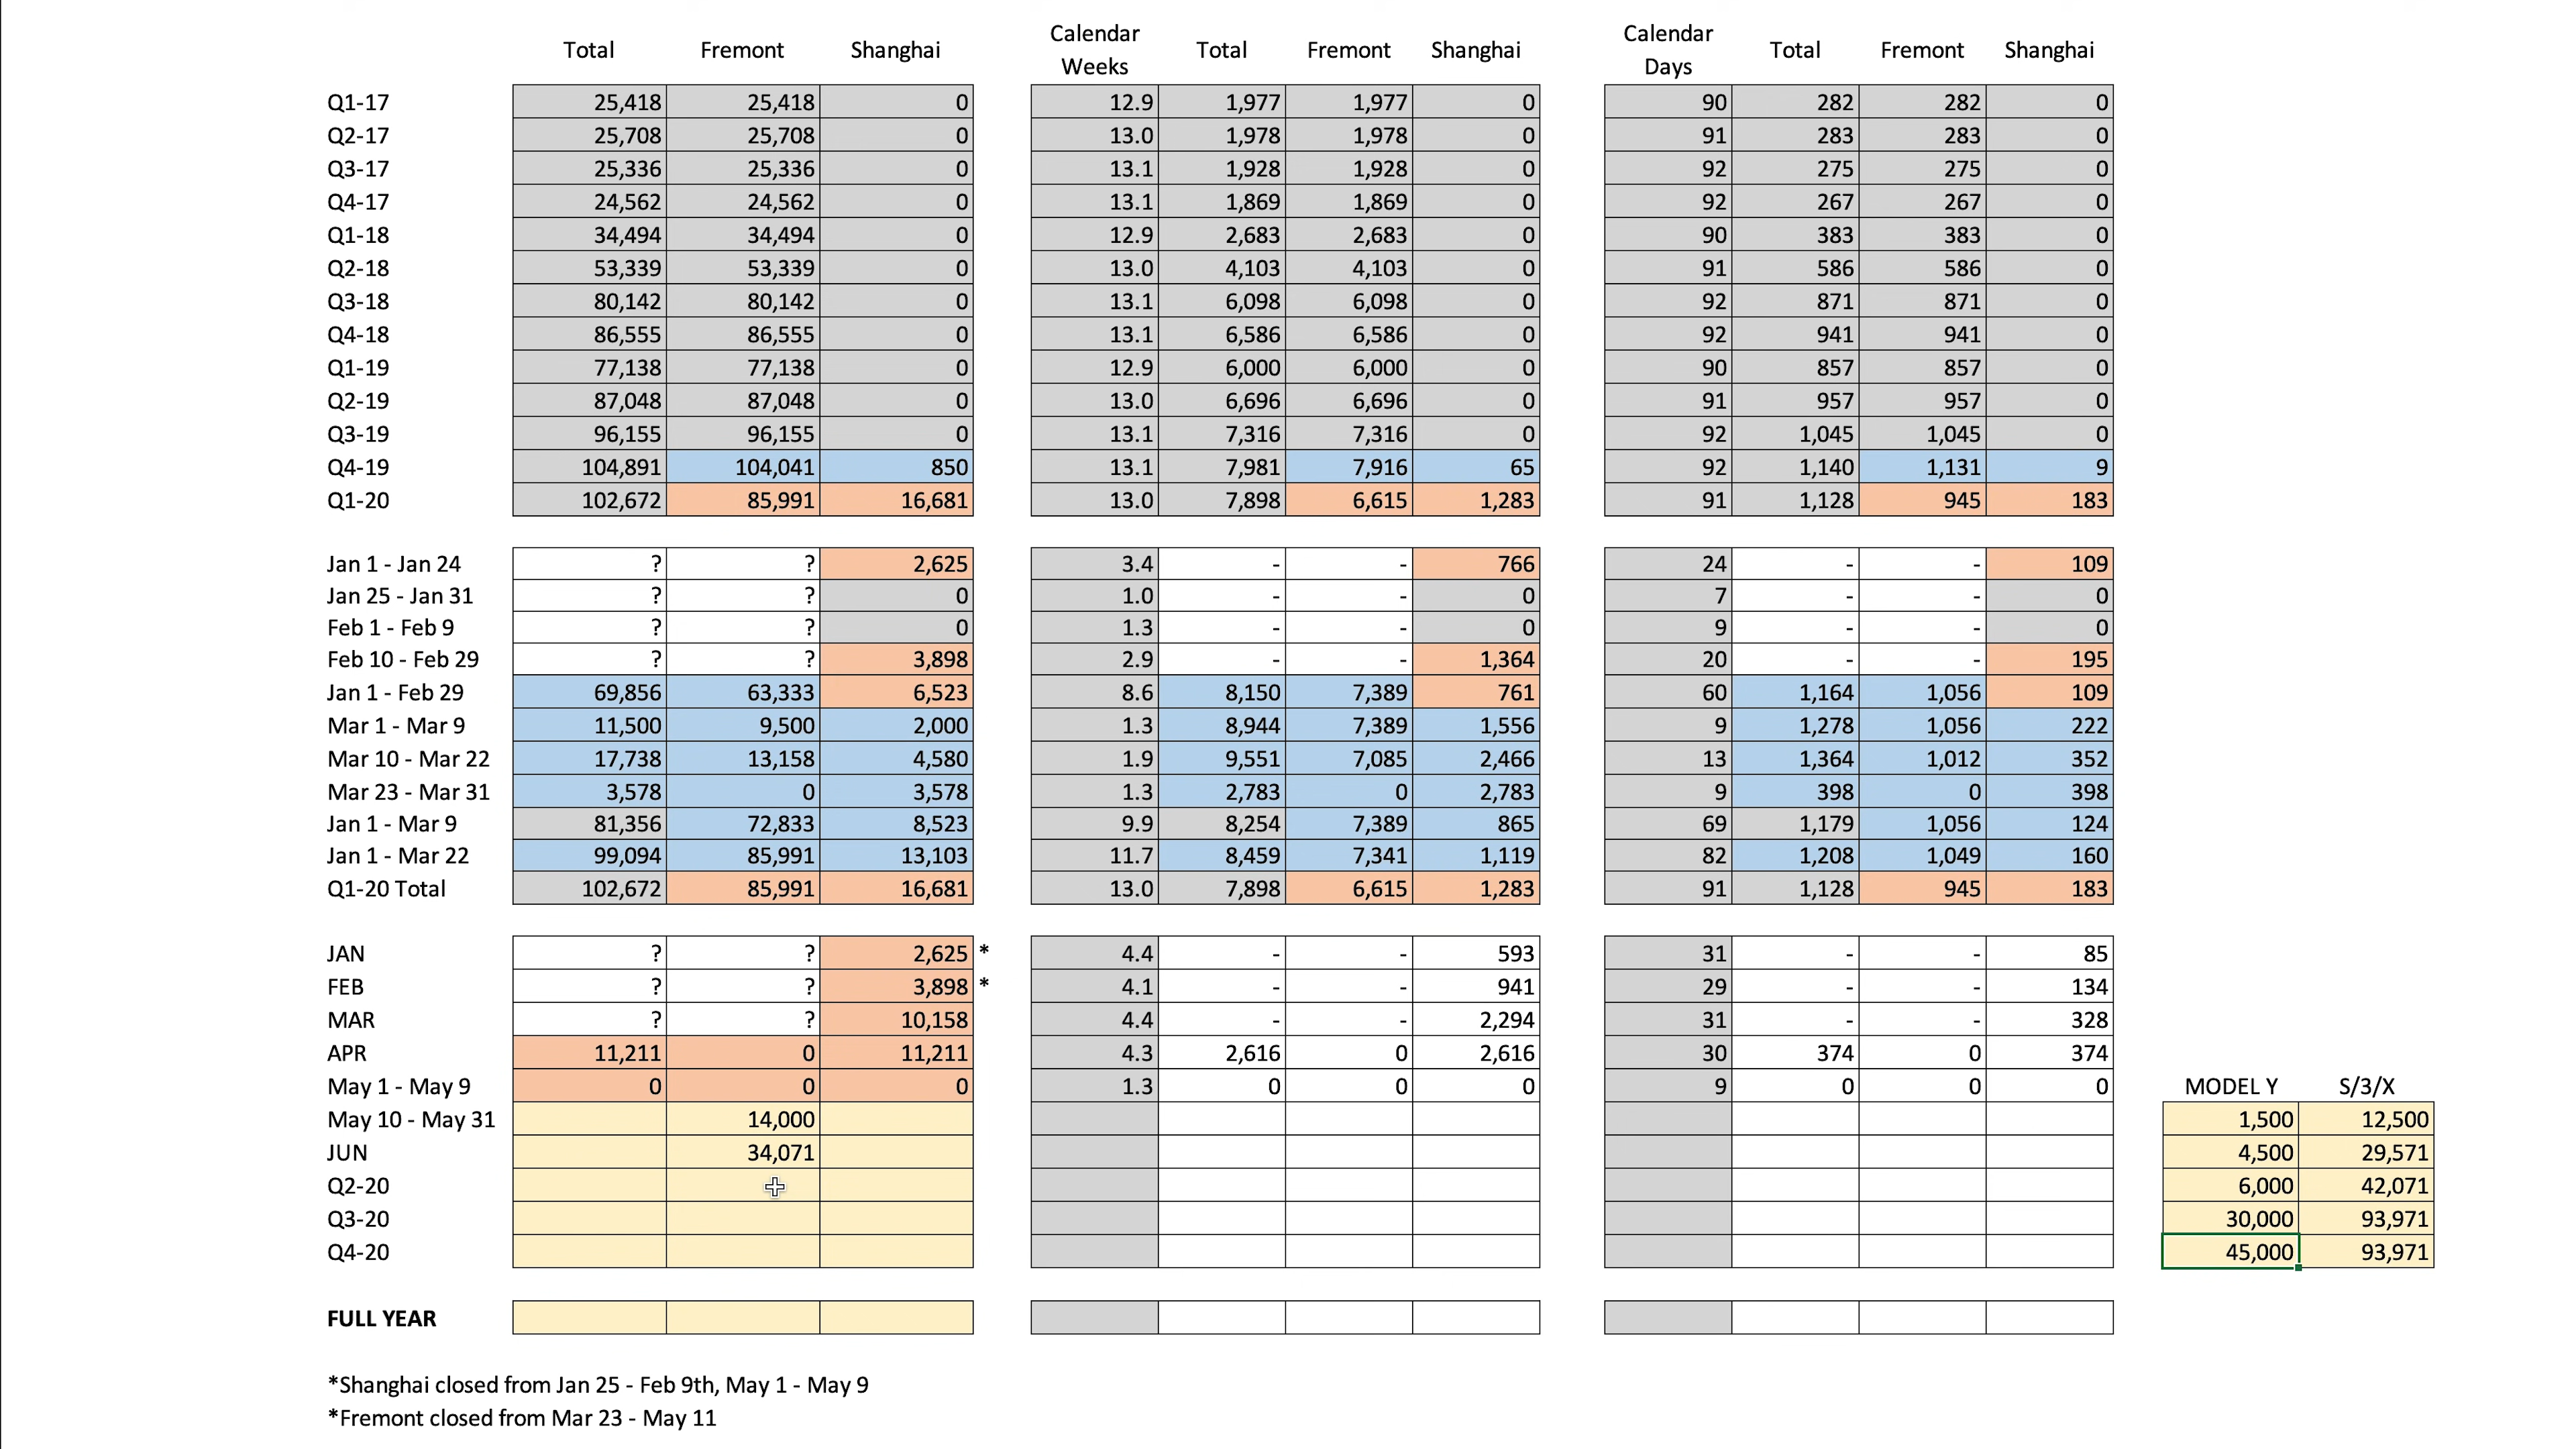 Total Fremont Shanghai Calendar Weeks Total Fremont Shanghai Calendar Days Total Fremont Shanghai
Q1-17 25,418 25,418 0 12.9 1,977 1,977 0 90 282 282 0
Q2-17 25,708 25,708 0 13.0 1,978 1,978 0 91 283 283 0
Q3-17 25,336 25,336 0 13.1 1,928 1,928 0 92 275 275 0
Q4-17 24,562 24,562 0 13.1 1,869 1,869 0 92 267 267 0
Q1-18 34,494 34,494 0 12.9 2,683 2,683 0 90 383 383 0
Q2-18 53,339 53,339 0 13.0 4,103 4,103 0 91 586 586 0
Q3-18 80,142 80,142 0 13.1 6,098 6,098 0 92 871 871 0
Q4-18 86,555 86,555 0 13.1 6,586 6,586 0 92 941 941 0
Q1-19 77,138 77,138 0 12.9 6,000 6,000 0 90 857 857 0
Q2-19 87,048 87,048 0 13.0 6,696 6,696 0 91 957 957 0
Q3-19 96,155 96,155 0 13.1 7,316 7,316 0 92 1,045 1,045 0
Q4-19 104,891 104,041 850 13.1 7,981 7,916 65 92 1,140 1,131 9
Q1-20 102,672 85,991 16,681 13.0 7,898 6,615 1,283 91 1,128 945 183
Jan 1 - Jan 24 ? ? 2,625 3.4 - - 766 24 - - 109
Jan 25 - Jan 31 ? ? 0 1.0 - - 0 7 - - 0
Feb 1 - Feb 9 ? ? 0 1.3 - - 0 9 - - 0
Feb 10 - Feb 29 ? ? 3,898 2.9 - - 1,364 20 - - 195
Jan 1 - Feb 29 69,856 63,333 6,523 8.6 8,150 7,389 761 60 1,164 1,056 109
Mar 1 - Mar 9 11,500 9,500 2,000 1.3 8,944 7,389 1,556 9 1,278 1,056 222
Mar 10 - Mar 22 17,738 13,158 4,580 1.9 9,551 7,085 2,466 13 1,364 1,012 352
Mar 23 - Mar 31 3,578 0 3,578 1.3 2,783 0 2,783 9 398 0 398
Jan 1 - Mar 9 81,356 72,833 8,523 9.9 8,254 7,389 865 69 1,179 1,056 124
Jan 1 - Mar 22 99,094 85,991 13,103 11.7 8,459 7,341 1,119 82 1,208 1,049 160
Q1-20 Total 102,672 85,991 16,681 13.0 7,898 6,615 1,283 91 1,128 945 183
JAN ? ? 2,625 * 4.4 - - 593 31 - - 85
FEB ? ? 3,898 * 4.1 - - 941 29 - - 134
MAR ? ? 10,158 4.4 - - 2,294 31 - - 328
APR 11,211 0 11,211 4.3 2,616 0 2,616 30 374 0 374
May 1 - May 9 0 0 0 1.3 0 0 0 9 0 0 0 MODEL Y S/3/X
May 10 - May 31 14,000 1,500 12,500
JUN 34,071 4,500 29,571
Q2-20 6,000 42,071
Q3-20 30,000 93,971
Q4-20 45,000 93,971
FULL YEAR
*Shanghai closed from Jan 25 - Feb 9th, May 1 - May 9
*Fremont closed from Mar 23 - May 11